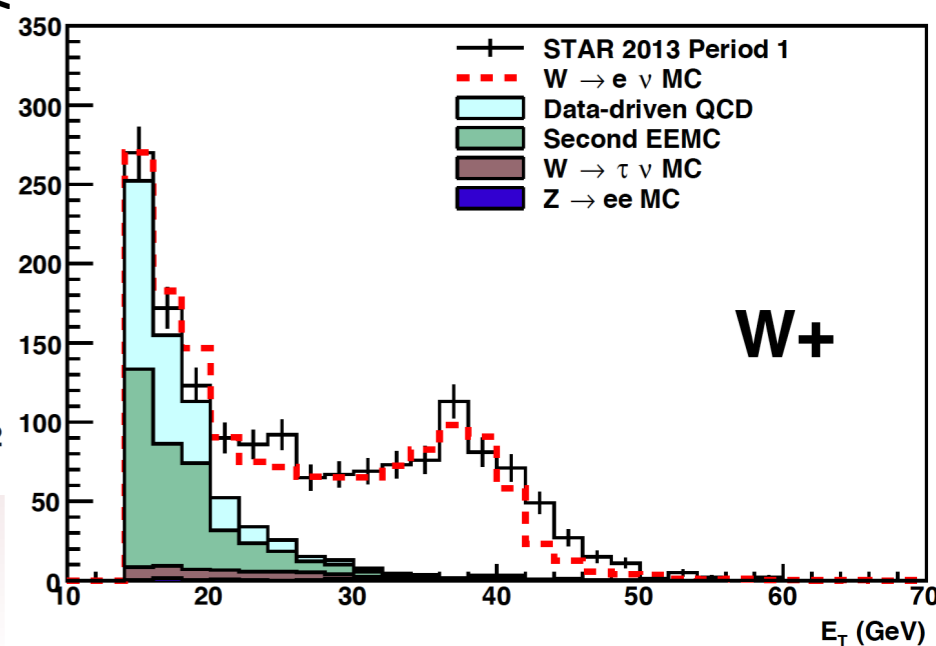 350
300
250
200
150
100
50
0
STAR 2013 Period 1
W → e ν MC
Data-driven QCD
Second EEMC
W → τ ν MC
Z → ee MC
W+
10 20 30 40 50 60 70
E_T (GeV)